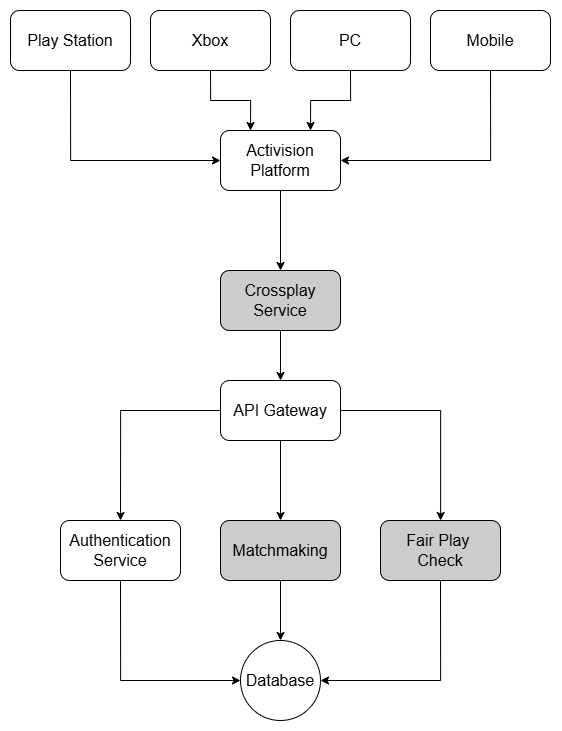 Play Station
Xbox
PC
Mobile
Activision
Platform
Crossplay
Service
API Gateway
Authentication
Service
Matchmaking
Fair Play
Check
Database